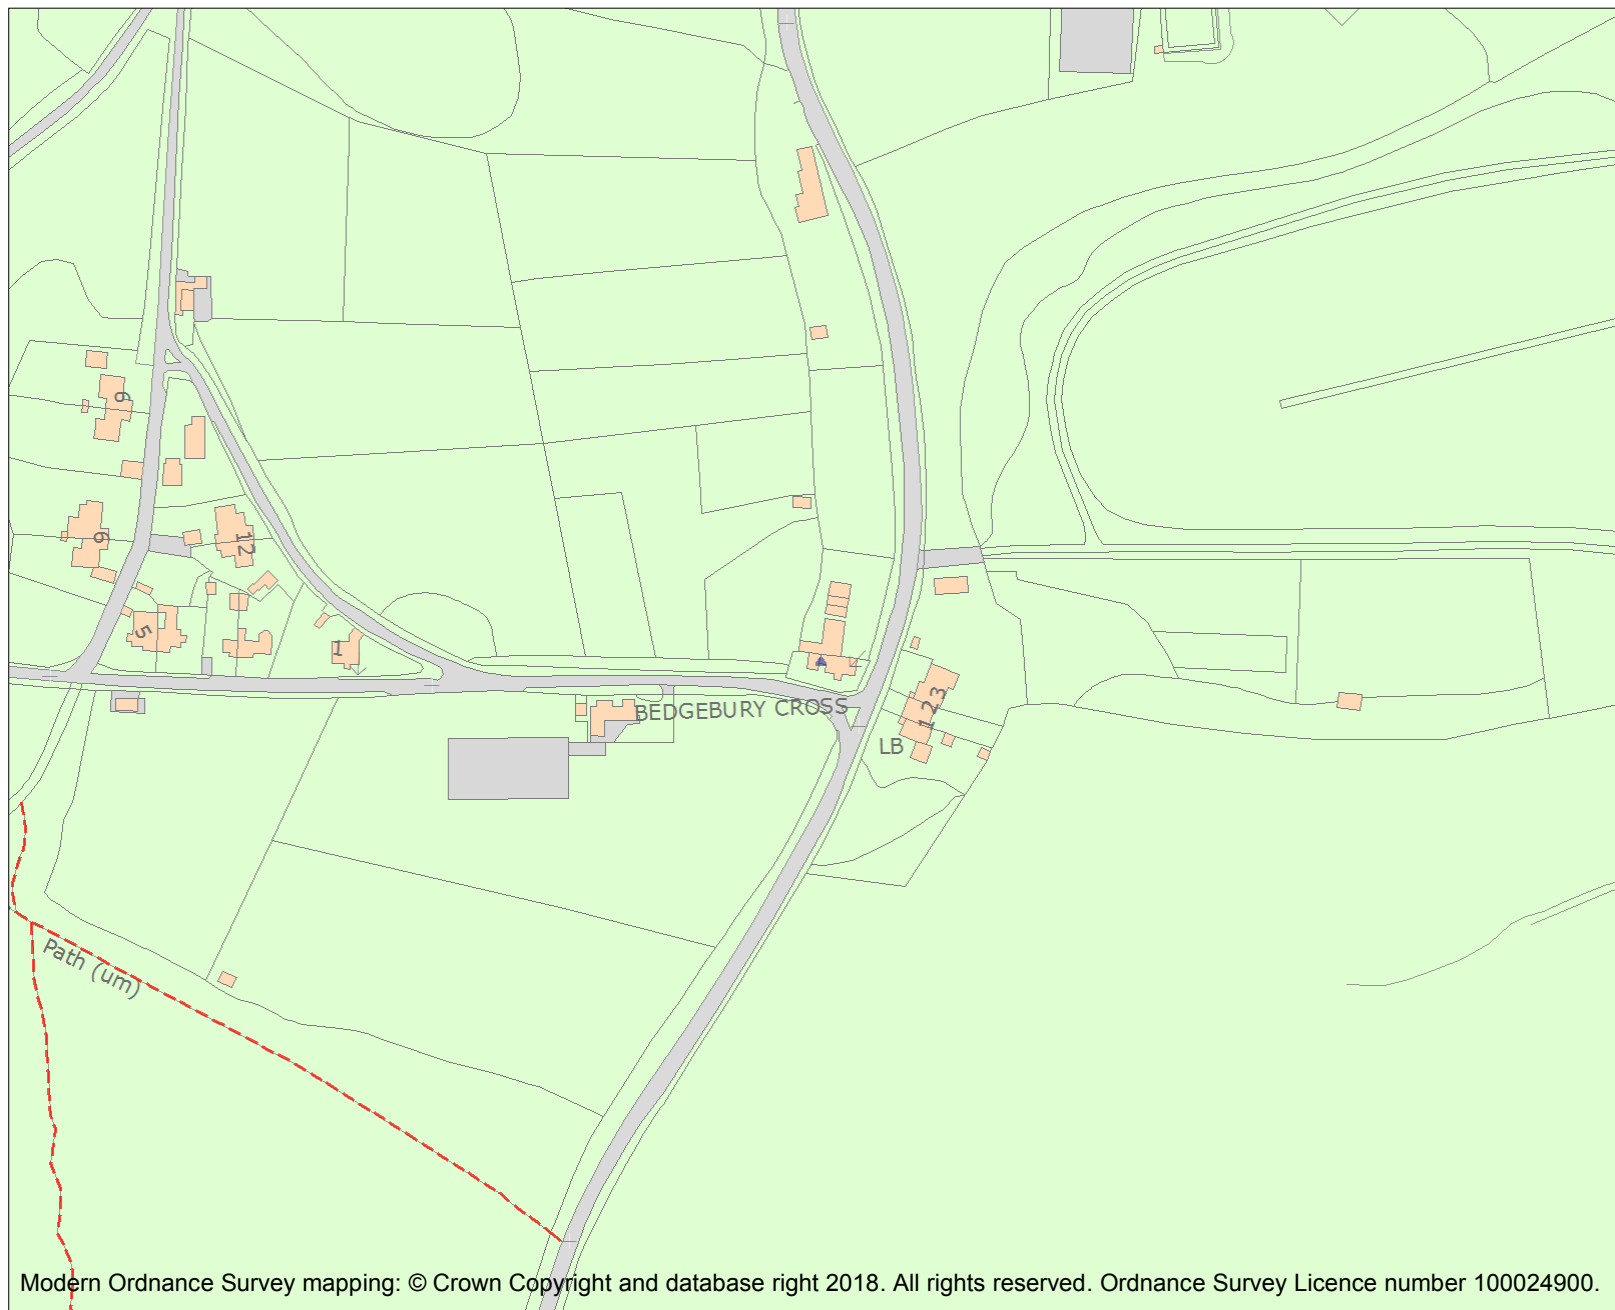 9
6
12
5
1
BEDGEBURY CROSS
1 2 3
LB
Path (um)
Modern Ordnance Survey mapping: © Crown Copyright and database right 2018. All rights reserved. Ordnance Survey Licence number 100024900.